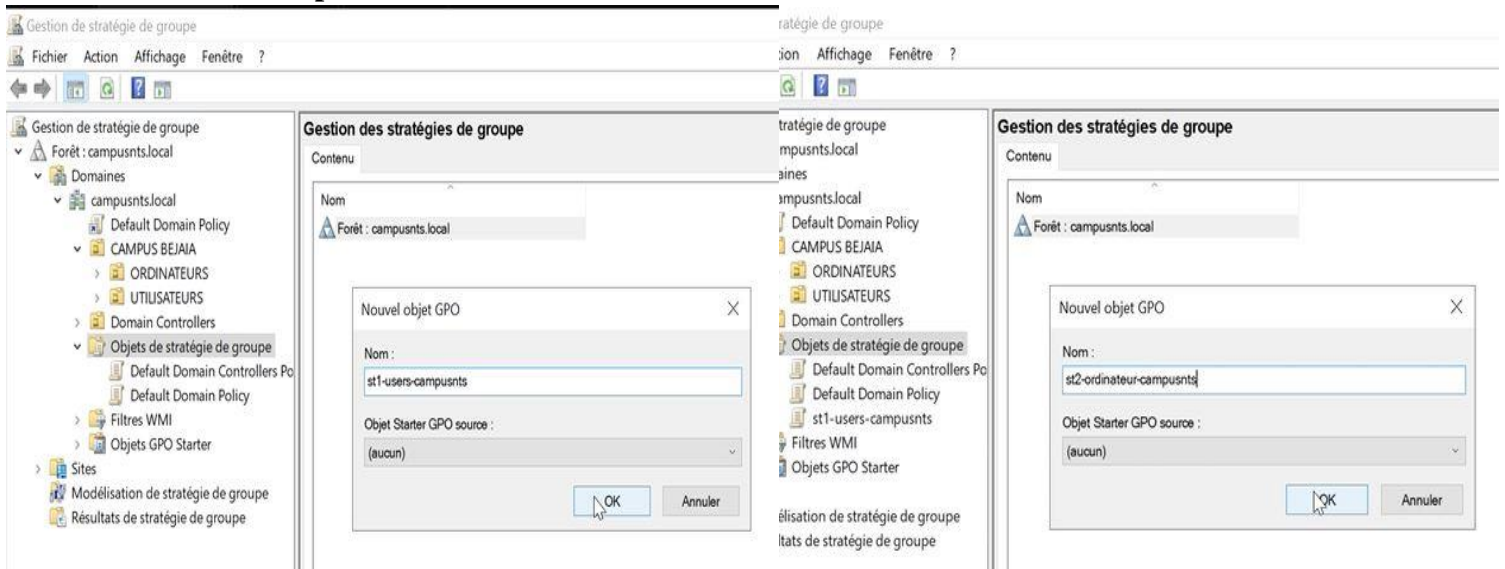 Gestion de stratégie de groupe
Fichier Action Affichage Fenêtre ?
Gestion de stratégie de groupe
Forêt : campusnts.local
Domaines
campusnts.local
Default Domain Policy
CAMPUS BEJAIA
ORDINATEURS
UTILISATEURS
Domain Controllers
Objets de stratégie de groupe
Default Domain Controllers Po
Default Domain Policy
Filtres WMI
Objets GPO Starter
Sites
Modélisation de stratégie de groupe
Résultats de stratégie de groupe
Gestion des stratégies de groupe
Contenu
Nom
Forêt : campusnts.local
Nouvel objet GPO
Nom :
st1-users-campusnts
Objet Starter GPO source :
(aucun)
OK Annuler
ratégie de groupe
ion Affichage Fenêtre ?
tratégie de groupe
mpusnts.local
aines
ampusnts.local
Default Domain Policy
CAMPUS BEJAIA
ORDINATEURS
UTILISATEURS
Domain Controllers
Objets de stratégie de groupe
Default Domain Controllers Po
Default Domain Policy
st1-users-campusnts
Filtres WMI
Objets GPO Starter
élisation de stratégie de groupe
ltats de stratégie de groupe
Gestion des stratégies de groupe
Contenu
Nom
Forêt : campusnts.local
Nouvel objet GPO
Nom :
st2-ordinateur-campusnts
Objet Starter GPO source :
(aucun)
OK Annuler